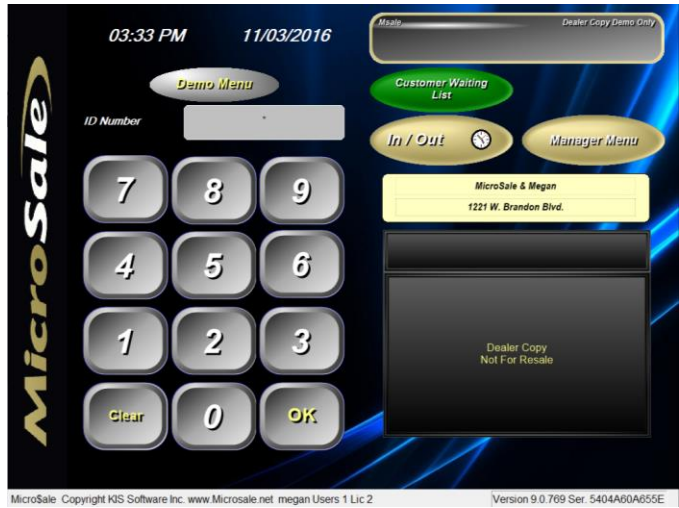 03:33 PM 11/03/2016
Msale Dealer Copy Demo Only
Demo Menu
Customer Waiting
List
ID Number
In / Out
Manager Menu
MicroSale
7 8 9
MicroSale & Megan
1221 W. Brandon Blvd.
4 5 6
1 2 3
Dealer Copy
Not For Resale
Clear 0 OK
Micro$ale Copyright KIS Software Inc. www.Microsale.net megan Users 1 Lic 2
Version 9.0.769 Ser. 5404A60A655E